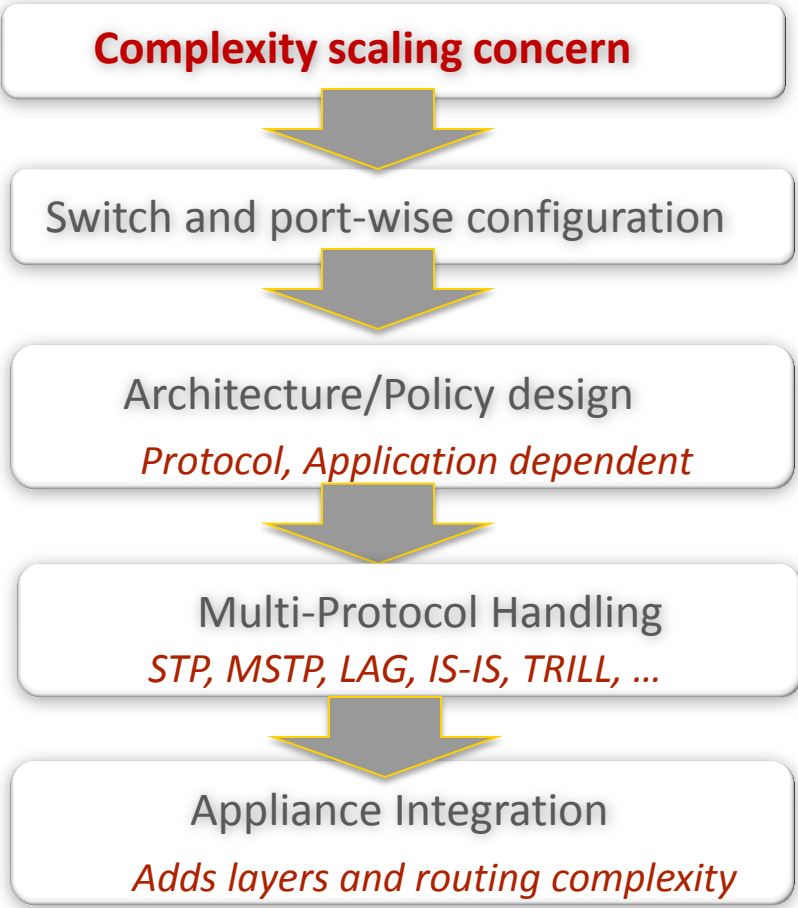 Complexity scaling concern
Switch and port-wise configuration
Architecture/Policy design
Protocol, Application dependent
Multi-Protocol Handling
STP, MSTP, LAG, IS-IS, TRILL, ...
Appliance Integration
Adds layers and routing complexity